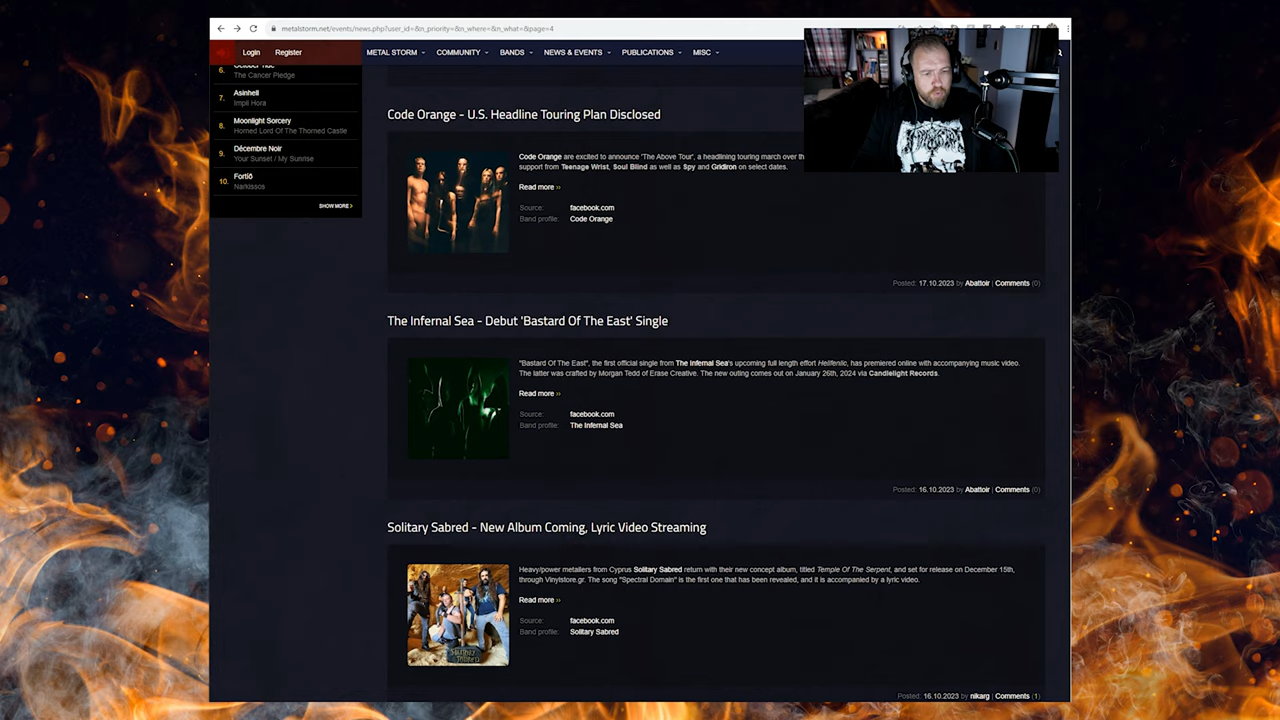 metalstorm.net/events/news.php?user_id=&n_priority=&n_where=&n_what=&page=4
Login Register
METAL STORM COMMUNITY BANDS NEWS & EVENTS PUBLICATIONS MISC
6. October Tide
The Cancer Pledge
7. Asinhell
Impii Hora
8. Moonlight Sorcery
Horned Lord Of The Thorned Castle
9. Décembre Noir
Your Sunset / My Sunrise
10. Fortíð
Narkissos
SHOW MORE
Code Orange - U.S. Headline Touring Plan Disclosed
Code Orange are excited to announce 'The Above Tour', a headlining touring march over th
support from Teenage Wrist, Soul Blind as well as Spy and Gridiron on select dates.
Read more ››
Source: facebook.com
Band profile: Code Orange
Posted: 17.10.2023 by Abattoir | Comments (0)
The Infernal Sea - Debut 'Bastard Of The East' Single
"Bastard Of The East", the first official single from The Infernal Sea's upcoming full length effort Hellfenlic, has premiered online with accompanying music video.
The latter was crafted by Morgan Tedd of Erase Creative. The new outing comes out on January 26th, 2024 via Candlelight Records.
Read more ››
Source: facebook.com
Band profile: The Infernal Sea
Posted: 16.10.2023 by Abattoir | Comments (0)
Solitary Sabred - New Album Coming, Lyric Video Streaming
Heavy/power metallers from Cyprus Solitary Sabred return with their new concept album, titled Temple Of The Serpent, and set for release on December 15th,
through Vinylstore.gr. The song "Spectral Domain" is the first one that has been revealed, and it is accompanied by a lyric video.
Read more ››
Source: facebook.com
Band profile: Solitary Sabred
Posted: 16.10.2023 by nikarg | Comments (1)